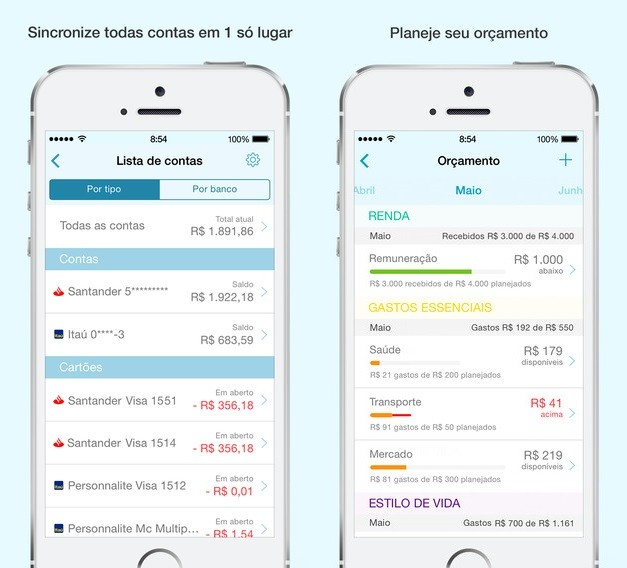 Sincronize todas contas em 1 só lugar
8:54
100%
Lista de contas
Por tipo
Por banco
Todas as contas
Total atual
R$ 1.891,86
Contas
Santander 5*********
Saldo
R$ 1.922,18
Itaú 0****-3
Saldo
R$ 683,59
Cartões
Santander Visa 1551
Em aberto
- R$ 356,18
Santander Visa 1514
Em aberto
- R$ 356,18
Personnalite Visa 1512
Em aberto
- R$ 0,01
Personnalite Mc Multip...
Em aberto
- R$ 1,54
Planeje seu orçamento
8:54
100%
Orçamento
Abril
Maio
Junh
RENDA
Maio
Recebidos R$ 3.000 de R$ 4.000
Remuneração
R$ 1.000
abaixo
R$ 3.000 recebidos de R$ 4.000 planejados
GASTOS ESSENCIAIS
Maio
Gastos R$ 192 de R$ 550
Saúde
R$ 179
disponíveis
R$ 21 gastos de R$ 200 planejados
Transporte
R$ 41
acima
R$ 91 gastos de R$ 50 planejados
Mercado
R$ 219
disponíveis
R$ 81 gastos de R$ 300 planejados
ESTILO DE VIDA
Maio
Gastos R$ 700 de R$ 1.161